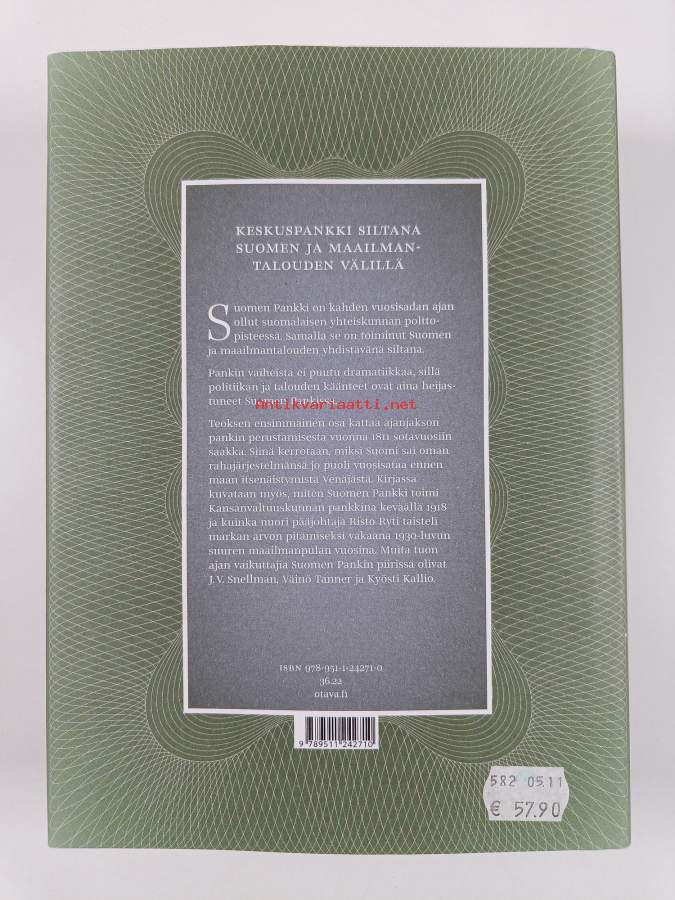 KESKUSPANKKI SILTANA
SUOMEN JA MAAILMAN-
TALOUDEN VÄLILLÄ
Suomen Pankki on kahden vuosisadan ajan
ollut suomalaisen yhteiskunnan poltto-
pisteessä. Samalla se on toiminut Suomen
ja maailmantalouden yhdistävänä siltana.
Pankin vaiheista ei puutu dramatiikkaa, sillä
politiikan ja talouden käänteet ovat aina heijas-
tuneet Suomen Pankissa.
antikvariaatti.net
Teoksen ensimmäinen osa kattaa ajanjakson
pankin perustamisesta vuonna 1811 sotavuosiin
saakka. Siinä kerrotaan, miksi Suomi sai oman
rahajärjestelmänsä jo puoli vuosisataa ennen
maan itsenäistymistä Venäjästä. Kirjassa
kuvataan myös, miten Suomen Pankki toimi
Kansanvaltuuskunnan pankkina keväällä 1918
ja kuinka nuori pääjohtaja Risto Ryti taisteli
markan arvon pitämiseksi vakaana 1930-luvun
suuren maailmanpulan vuosina. Muita tuon
ajan vaikuttajia Suomen Pankin piirissä olivat
J.V. Snellman, Väinö Tanner ja Kyösti Kallio.
ISBN 978-951-1-24271-0
36.22
otava.fi
9 789511 242710
582 05.11
€ 57.90